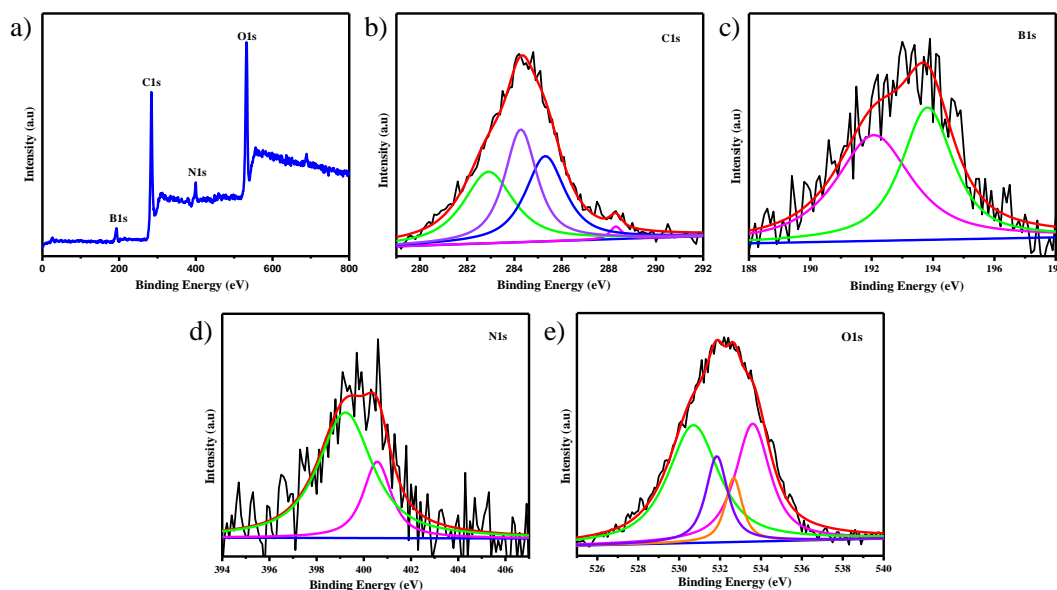 a)
O1s
C1s
N1s
B1s
Intensity (a.u)
0 200 400 600 800
Binding Energy (eV)
b)
C1s
Intensity (a.u)
280 282 284 286 288 290 292
Binding Energy (eV)
c)
B1s
Intensity (a.u)
188 190 192 194 196 198
Binding Energy (eV)
d)
N1s
Intensity (a.u)
394 396 398 400 402 404 406
Binding Energy (eV)
e)
O1s
Intensity (a.u)
526 528 530 532 534 536 538 540
Binding Energy (eV)